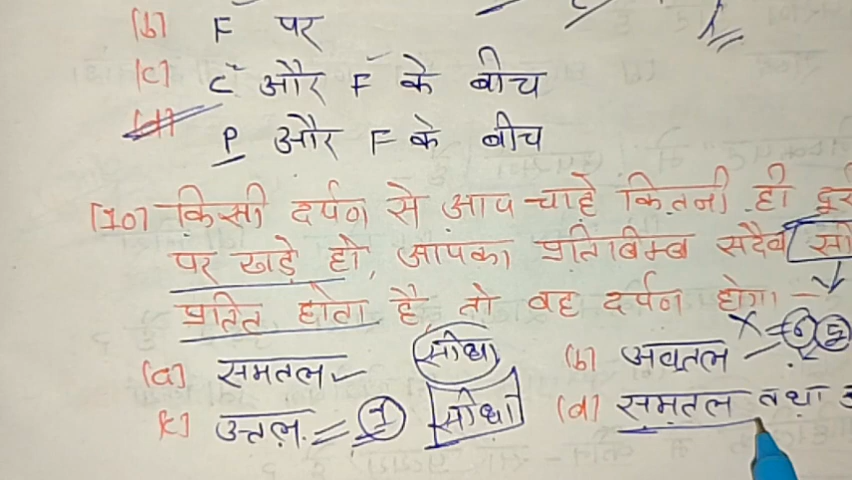 (b) F पर
(c) C और F के बीच
(d) P और F के बीच
(10) किसी दर्पण से आप चाहे कितनी ही
पर खड़े हो, आपका प्रतिबिम्ब सदैव
प्रतित होता है, तो वह दर्पण होगा –
(a) समतल सीधा (b) अवतल
(c) उत्तल सीधा (d) समतल तथा